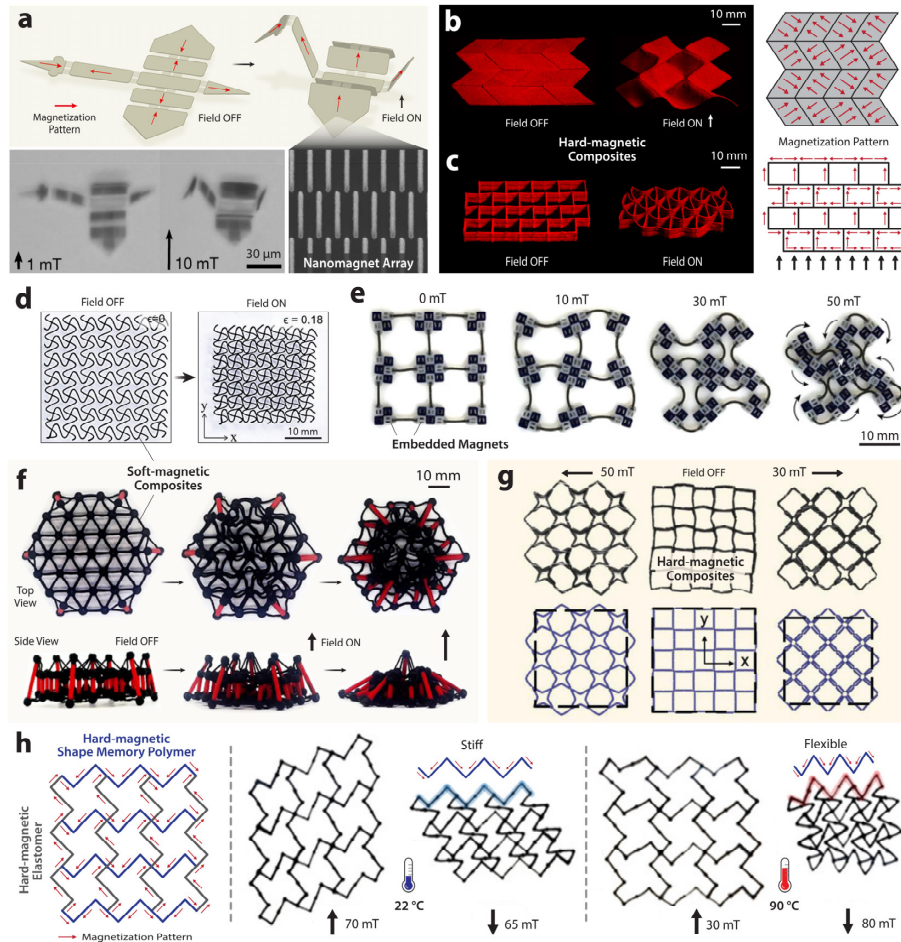 a
Magnetization
Pattern
Field OFF
Field ON
1 mT
10 mT
30 µm
Nanomagnet Array
b
10 mm
Field OFF
Field ON
Hard-magnetic
Composites
Magnetization Pattern
c
10 mm
Field OFF
Field ON
d
Field OFF
Field ON
ϵ=0
ϵ = 0.18
y
x
10 mm
Soft-magnetic
Composites
e
0 mT
10 mT
30 mT
50 mT
Embedded Magnets
10 mm
f
10 mm
Top
View
Side View
Field OFF
Field ON
g
50 mT
Field OFF
30 mT
Hard-magnetic
Composites
y
x
h
Hard-magnetic
Shape Memory Polymer
Hard-magnetic
Elastomer
Magnetization Pattern
Stiff
22 °C
70 mT
65 mT
Flexible
90 °C
30 mT
80 mT